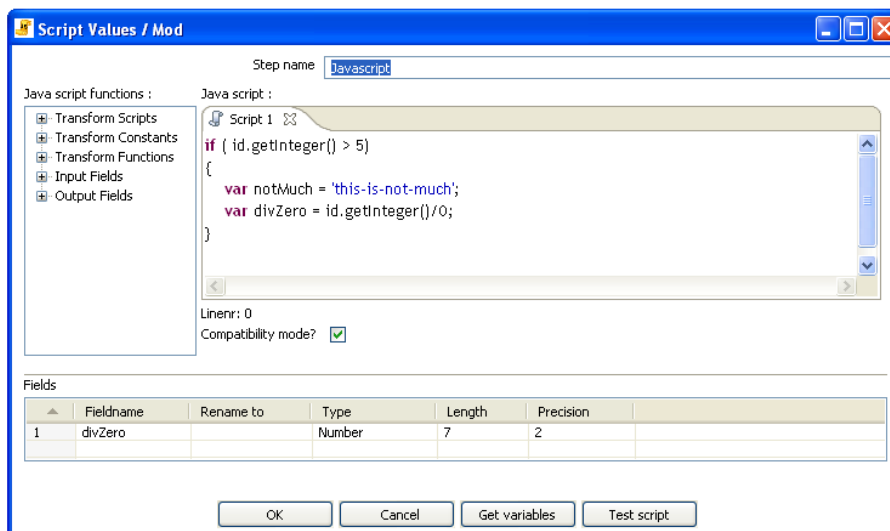 Script Values / Mod
Step name Javascript
Java script functions :
Java script :
Transform Scripts
Transform Constants
Transform Functions
Input Fields
Output Fields
Script 1
if ( id.getInteger() > 5)
{
var notMuch = 'this-is-not-much';
var divZero = id.getInteger()/0;
}
Linenr: 0
Compatibility mode?
Fields
Fieldname Rename to Type Length Precision
1 divZero Number 7 2
OK Cancel Get variables Test script